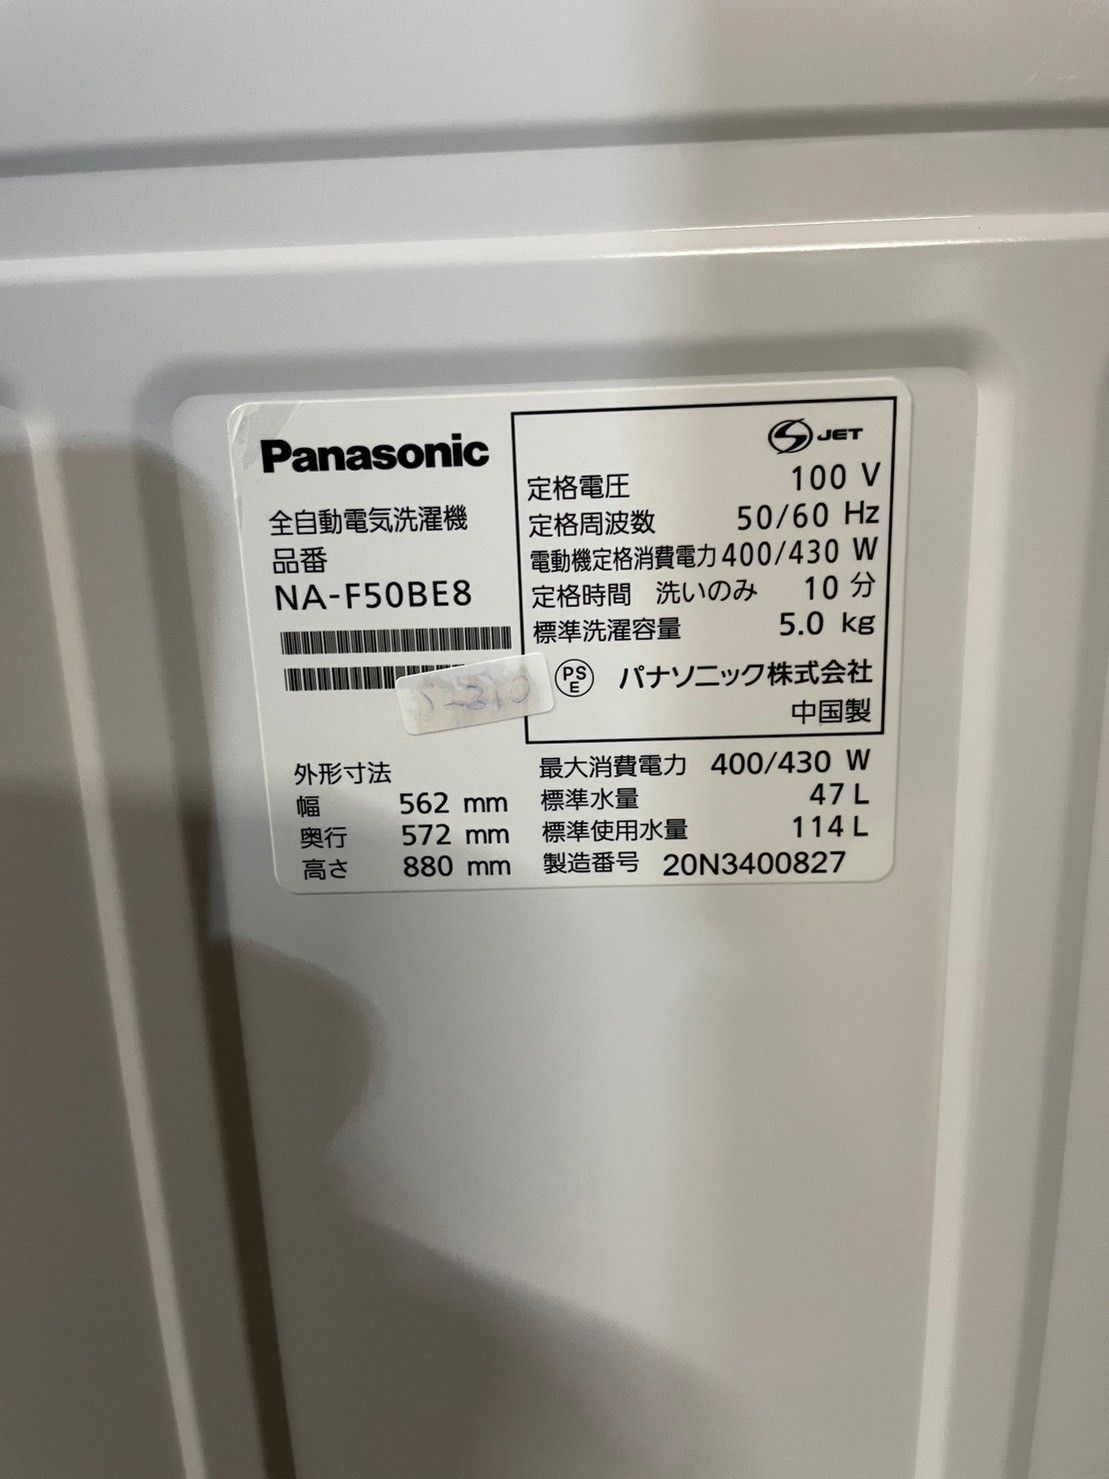 Panasonic
全自動電気洗濯機
品番
NA-F50BE8
S JET
定格電圧 100 V
定格周波数 50/60 Hz
電動機定格消費電力 400/430 W
定格時間 洗いのみ 10 分
標準洗濯容量 5.0 kg
PS E パナソニック株式会社
中国製
外形寸法
幅 562 mm
奥行 572 mm
高さ 880 mm
最大消費電力 400/430 W
標準水量 47 L
標準使用水量 114 L
製造番号 20N3400827